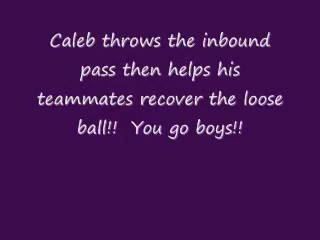 Caleb throws the inbound
pass then helps his
teammates recover the loose
ball!!  You go boys!!